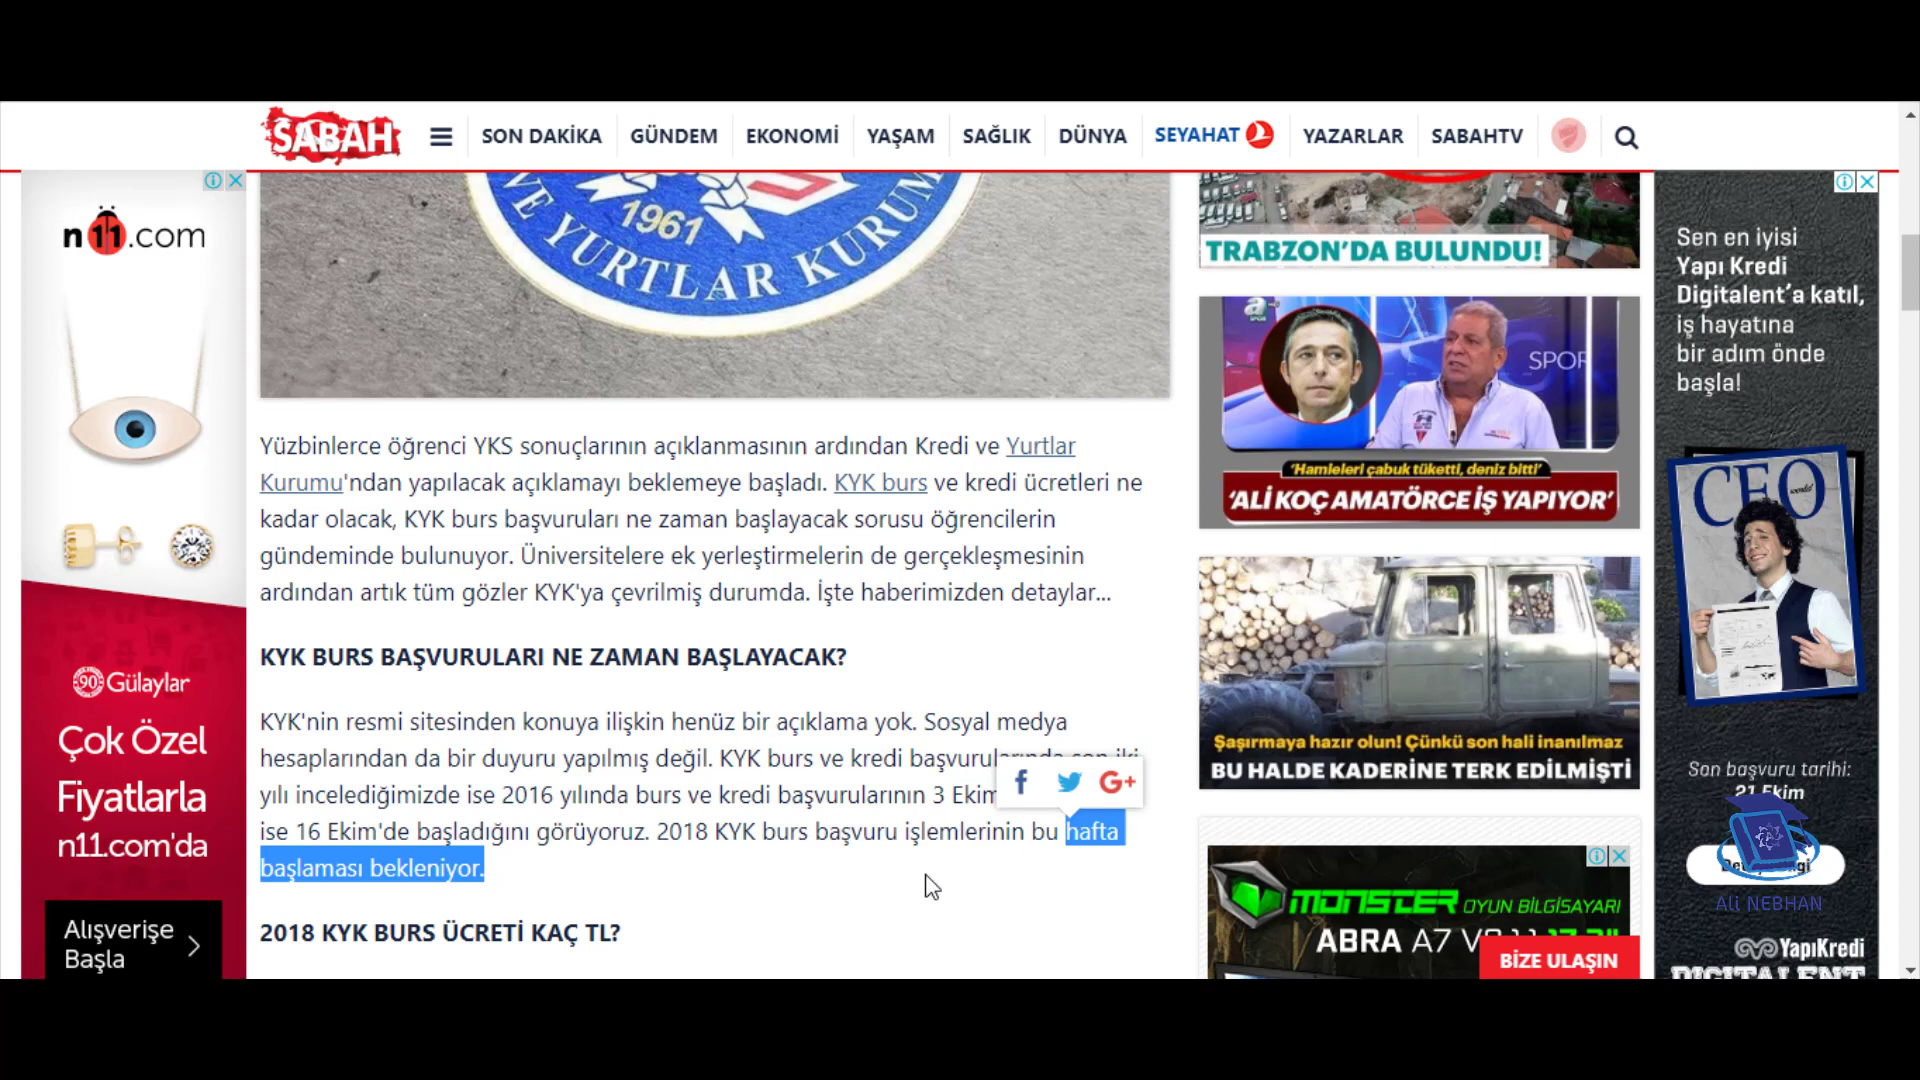 SABAH
SON DAKİKA
GÜNDEM
EKONOMİ
YAŞAM
SAĞLIK
DÜNYA
SEYAHAT
YAZARLAR
SABAHTV
n11.com
90 Gülaylar
Çok Özel
Fiyatlarla
n11.com'da
Alışverişe
Başla
1961
VE YURTLAR KURUM
Yüzbinlerce öğrenci YKS sonuçlarının açıklanmasının ardından Kredi ve Yurtlar
Kurumu'ndan yapılacak açıklamayı beklemeye başladı. KYK burs ve kredi ücretleri ne
kadar olacak, KYK burs başvuruları ne zaman başlayacak sorusu öğrencilerin
gündeminde bulunuyor. Üniversitelere ek yerleştirmelerin de gerçekleşmesinin
ardından artık tüm gözler KYK'ya çevrilmiş durumda. İşte haberimizden detaylar...
KYK BURS BAŞVURULARI NE ZAMAN BAŞLAYACAK?
KYK'nin resmi sitesinden konuya ilişkin henüz bir açıklama yok. Sosyal medya
hesaplarından da bir duyuru yapılmış değil. KYK burs ve kredi başvurularında son iki
yılı incelediğimizde ise 2016 yılında burs ve kredi başvurularının 3 Ekim
ise 16 Ekim'de başladığını görüyoruz. 2018 KYK burs başvuru işlemlerinin bu hafta
başlaması bekleniyor.
2018 KYK BURS ÜCRETİ KAÇ TL?
f
G+
TRABZON'DA BULUNDU!
a
SPOR
SPOR
'Hamleleri çabuk tüketti, deniz bitti'
'ALİ KOÇ AMATÖRCE İŞ YAPIYOR'
Şaşırmaya hazır olun! Çünkü son hali inanılmaz
BU HALDE KADERİNE TERK EDİLMİŞTİ
MONSTER OYUN BİLGİSAYARI
ABRA A7
BİZE ULAŞIN
Sen en iyisi
Yapı Kredi
Digitalent'a katıl,
iş hayatına
bir adım önde
başla!
CEO
Son başvuru tarihi:
21 Ekim
Ali NEBHAN
YapıKredi
DIGITALENT